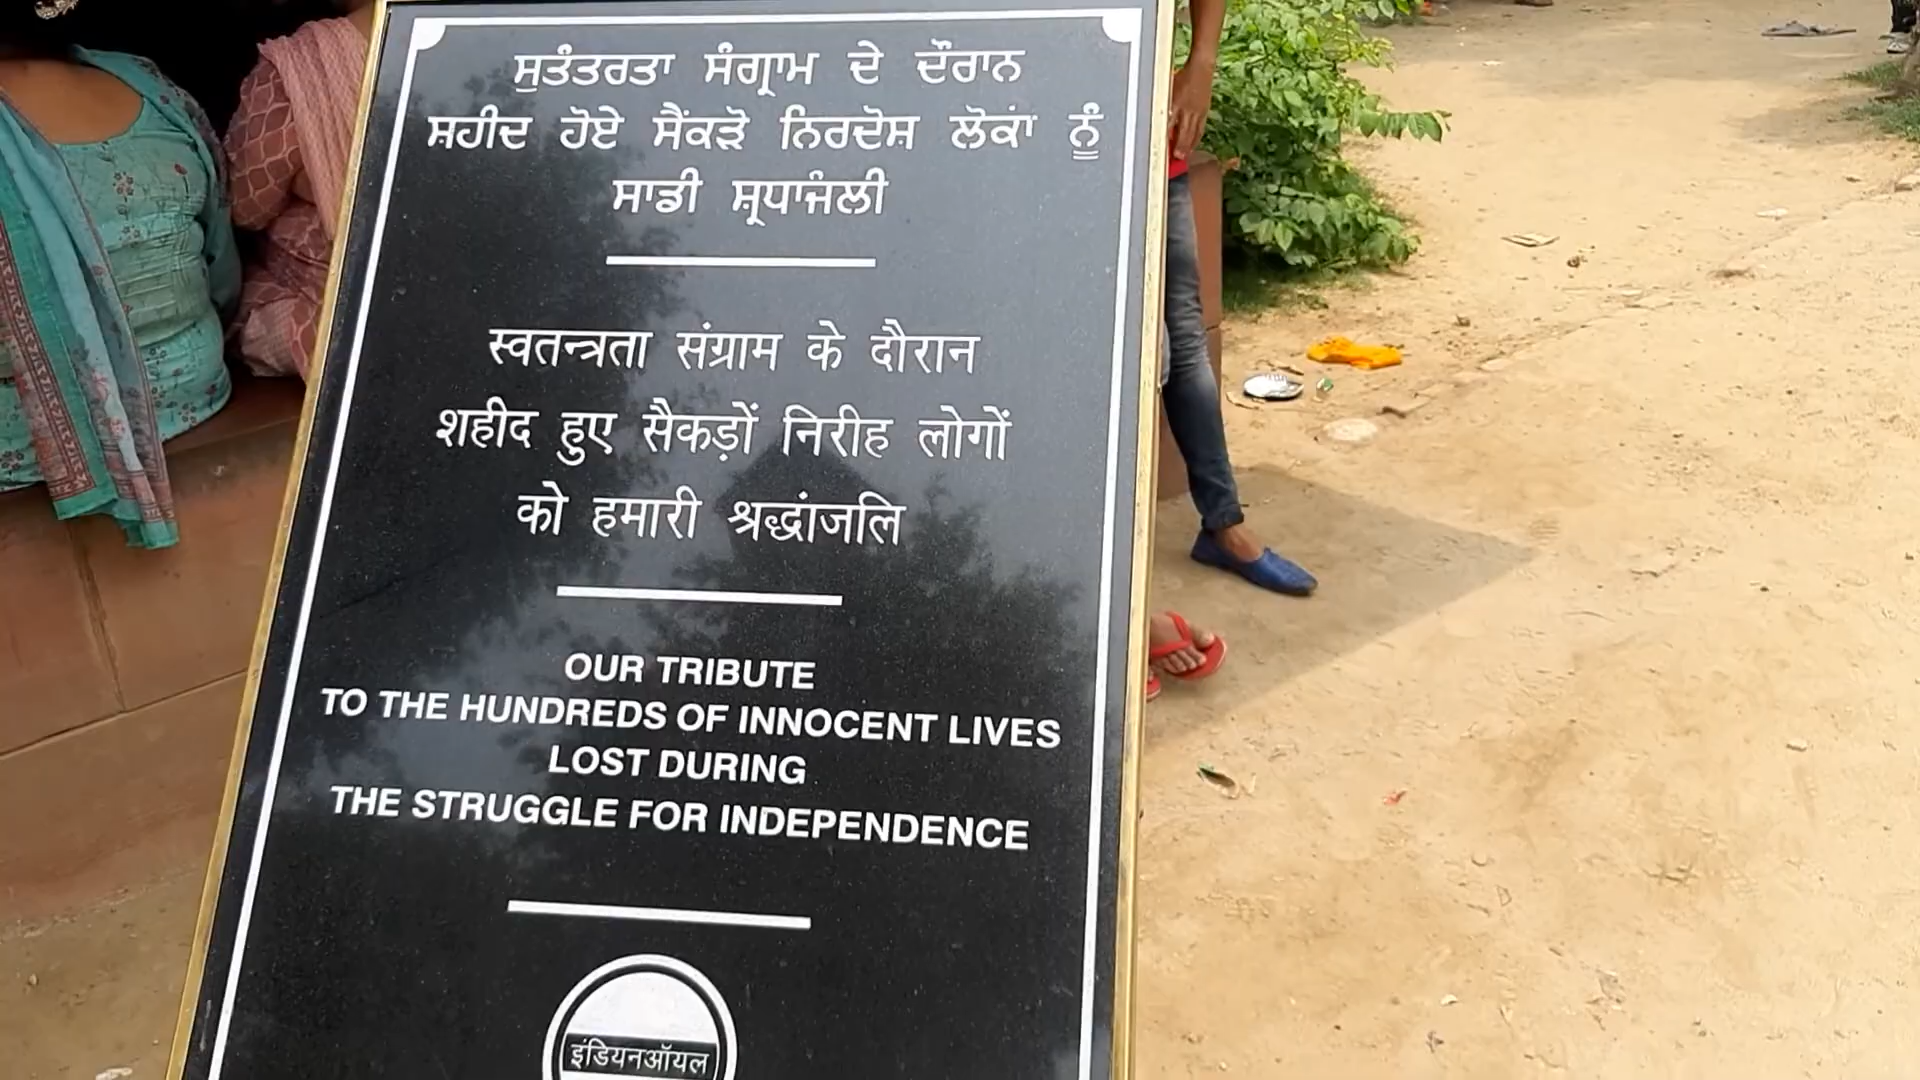 ਸੁਤੰਤਰਤਾ ਸੰਗ੍ਰਾਮ ਦੇ ਦੌਰਾਨ
ਸ਼ਹੀਦ ਹੋਏ ਸੈਂਕੜੋ ਨਿਰਦੋਸ਼ ਲੋਕਾਂ ਨੂੰ
ਸਾਡੀ ਸ਼੍ਰਧਾਜੰਲੀ
स्वतन्त्रता संग्राम के दौरान
शहीद हुए सैकड़ों निरीह लोगों
को हमारी श्रद्धांजलि
OUR TRIBUTE
TO THE HUNDREDS OF INNOCENT LIVES
LOST DURING
THE STRUGGLE FOR INDEPENDENCE
इंडियनऑयल